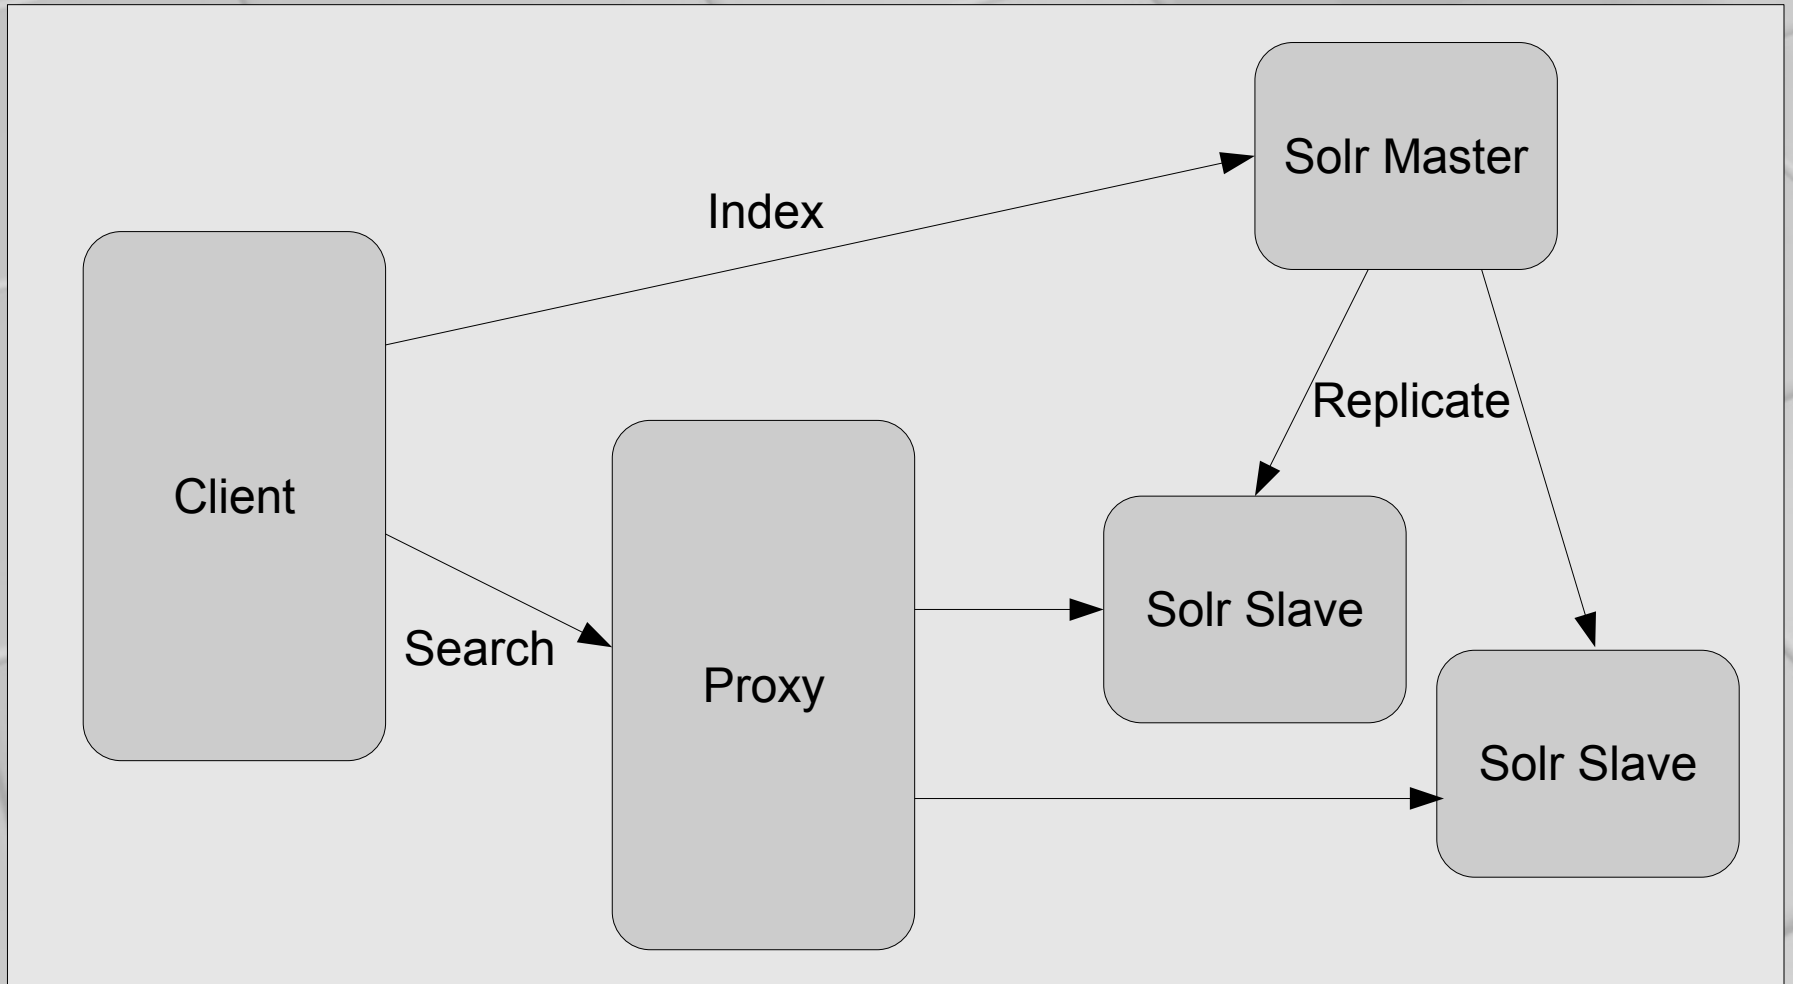 Solr Master
Index
Replicate
Client
Search
Proxy
Solr Slave
Solr Slave